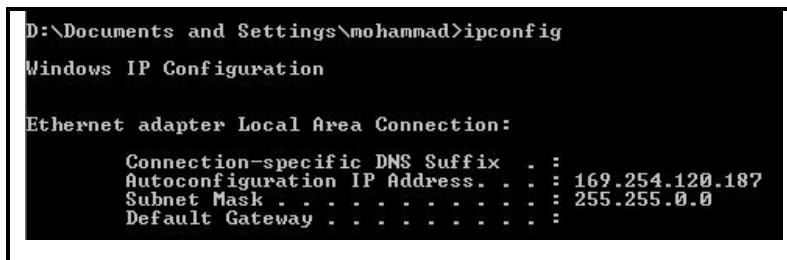 D:\Documents and Settings\mohammad>ipconfig
Windows IP Configuration
Ethernet adapter Local Area Connection:
Connection-specific DNS Suffix . :
Autoconfiguration IP Address. . . : 169.254.120.187
Subnet Mask . . . . . . . . . . . : 255.255.0.0
Default Gateway . . . . . . . . . :